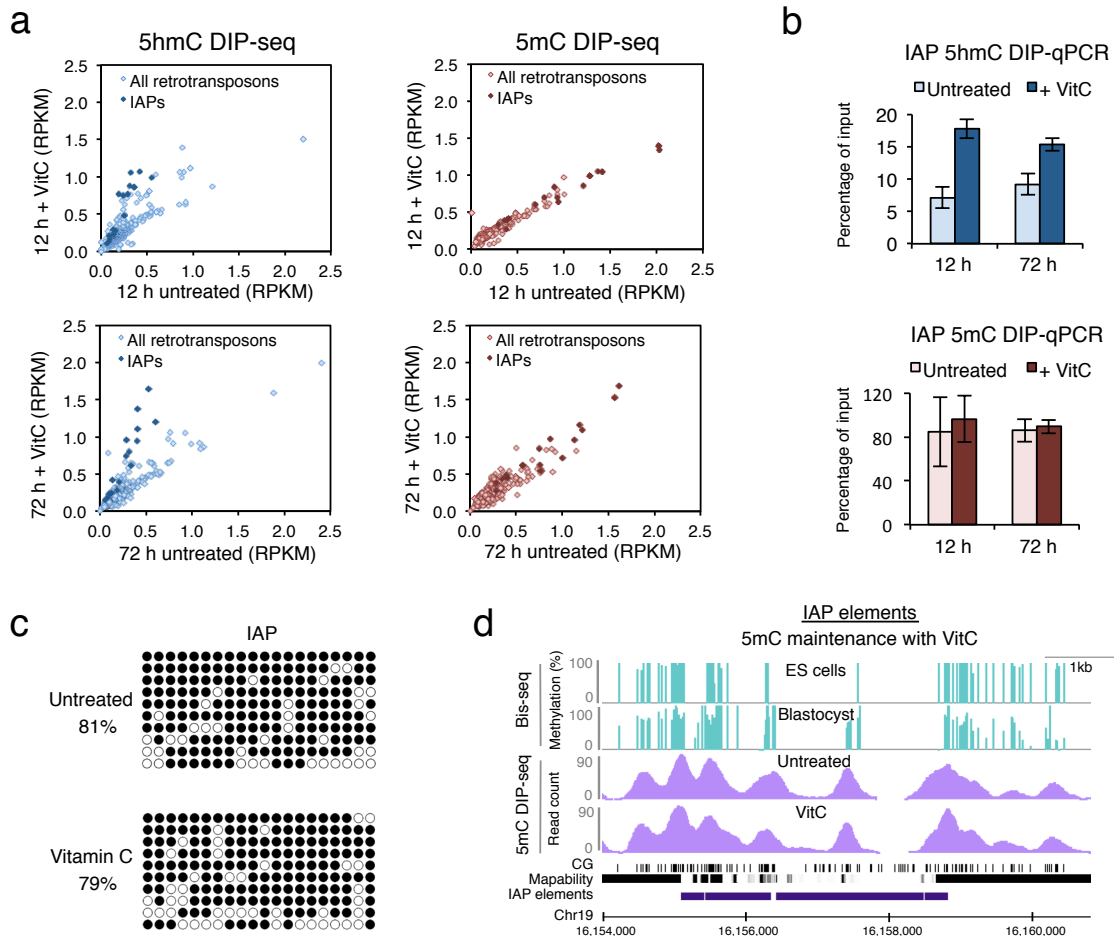 a
5hmC DIP-seq
5mC DIP-seq
2.5
2.0
1.5
1.0
0.5
0.0
12 h + VitC (RPKM)
All retrotransposons
IAPs
0.0 0.5 1.0 1.5 2.0 2.5
12 h untreated (RPKM)
2.5
2.0
1.5
1.0
0.5
0.0
12 h + VitC (RPKM)
All retrotransposons
IAPs
0.0 0.5 1.0 1.5 2.0 2.5
12 h untreated (RPKM)
2.5
2.0
1.5
1.0
0.5
0.0
72 h + VitC (RPKM)
All retrotransposons
IAPs
0.0 0.5 1.0 1.5 2.0 2.5
72 h untreated (RPKM)
2.5
2.0
1.5
1.0
0.5
0.0
72 h + VitC (RPKM)
All retrotransposons
IAPs
0.0 0.5 1.0 1.5 2.0 2.5
72 h untreated (RPKM)
b
IAP 5hmC DIP-qPCR
Untreated + VitC
Percentage of input
20
15
10
5
0
12 h 72 h
IAP 5mC DIP-qPCR
Untreated + VitC
Percentage of input
120
80
40
0
12 h 72 h
c
IAP
Untreated
81%
Vitamin C
79%
d
IAP elements
5mC maintenance with VitC
1kb
Bis-seq
Methylation (%)
100
0
ES cells
100
0
Blastocyst
5mC DIP-seq
Read count
90
0
Untreated
90
0
VitC
CG
Mapability
IAP elements
Chr19
16,154,000 16,156,000 16,158,000 16,160,000